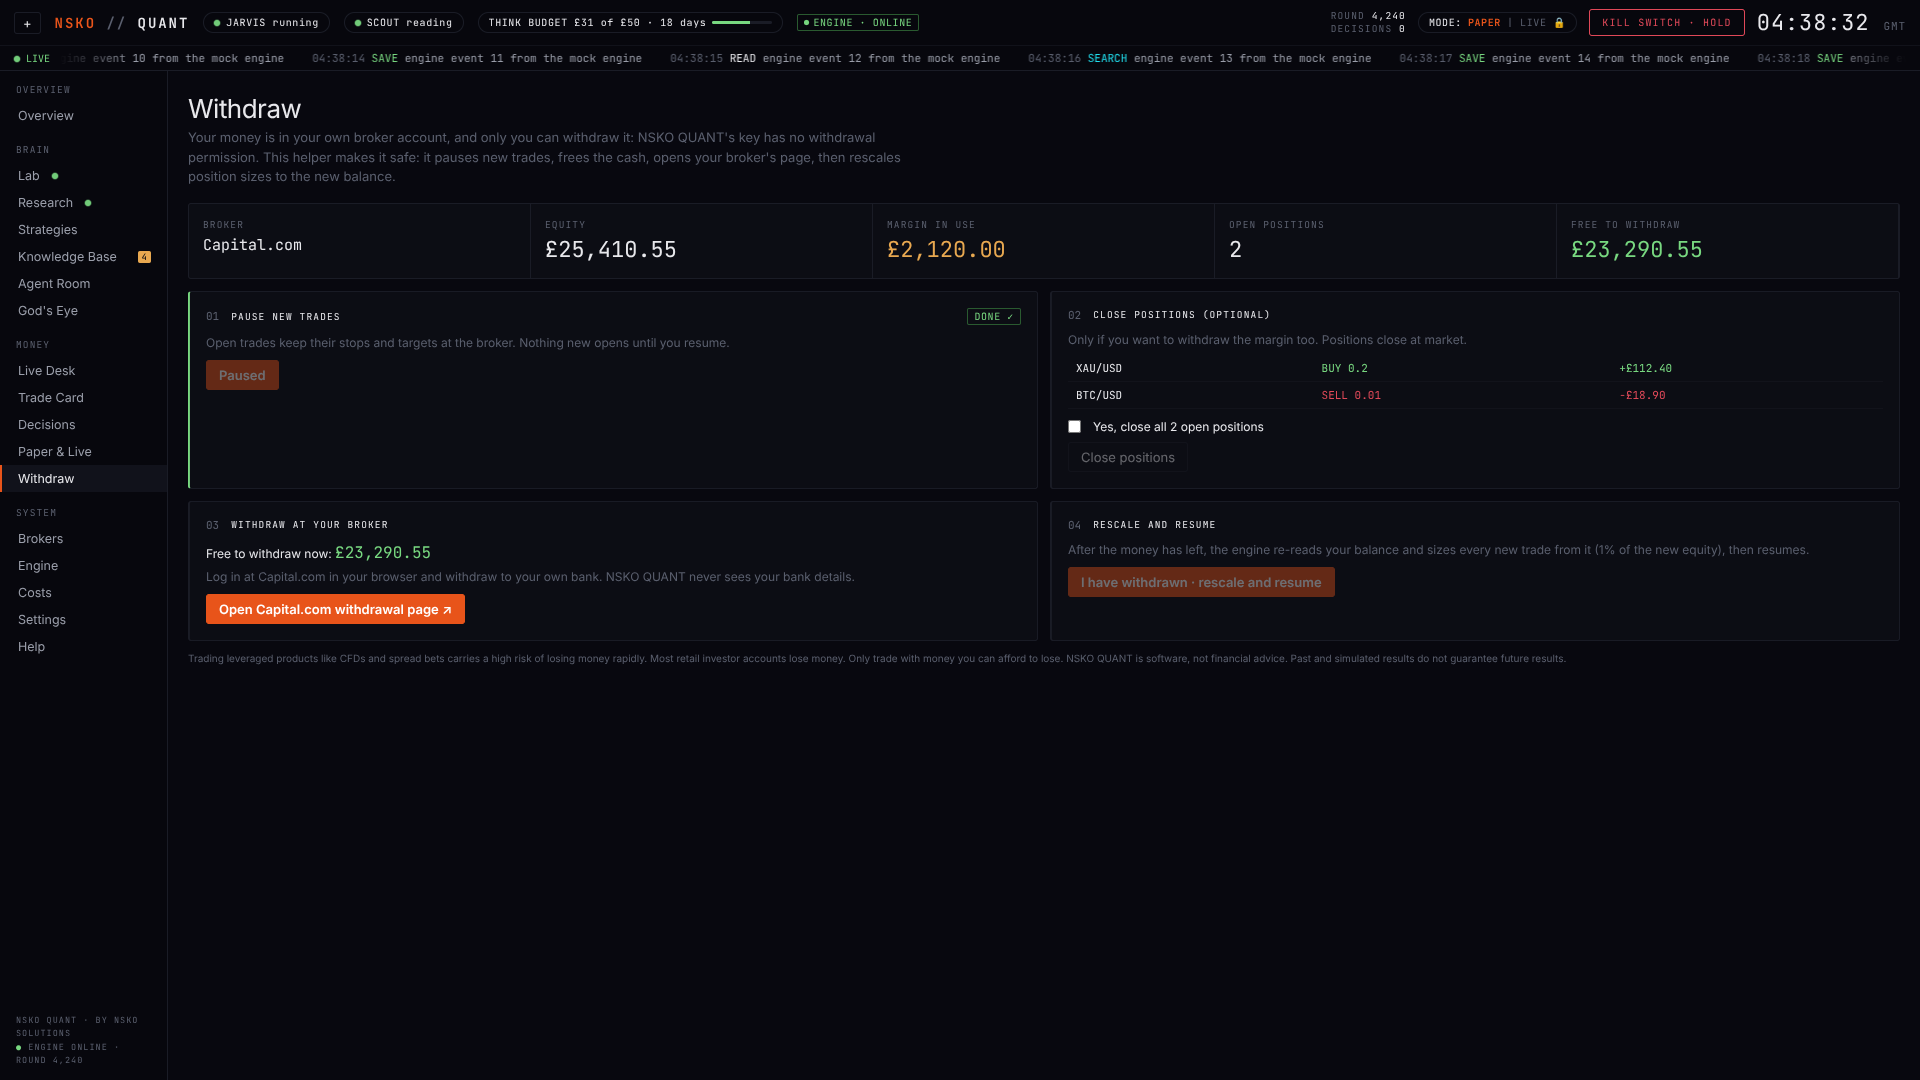 + NSKO // QUANT JARVIS running SCOUT reading THINK BUDGET £31 of £50 · 18 days ENGINE · ONLINE ROUND 4,240 DECISIONS 0 MODE: PAPER | LIVE 🔒 KILL SWITCH · HOLD 04:38:32 GMT
LIVE event 10 from the mock engine 04:38:14 SAVE engine event 11 from the mock engine 04:38:15 READ engine event 12 from the mock engine 04:38:16 SEARCH engine event 13 from the mock engine 04:38:17 SAVE engine event 14 from the mock engine 04:38:18 SAVE engine
OVERVIEW
Overview
BRAIN
Lab
Research
Strategies
Knowledge Base 4
Agent Room
God's Eye
MONEY
Live Desk
Trade Card
Decisions
Paper & Live
Withdraw
SYSTEM
Brokers
Engine
Costs
Settings
Help
NSKO QUANT · BY NSKO
SOLUTIONS
ENGINE ONLINE ·
ROUND 4,240
Withdraw
Your money is in your own broker account, and only you can withdraw it: NSKO QUANT's key has no withdrawal
permission. This helper makes it safe: it pauses new trades, frees the cash, opens your broker's page, then rescales
position sizes to the new balance.
BROKER
Capital.com
EQUITY
£25,410.55
MARGIN IN USE
£2,120.00
OPEN POSITIONS
2
FREE TO WITHDRAW
£23,290.55
01 PAUSE NEW TRADES DONE ✓
Open trades keep their stops and targets at the broker. Nothing new opens until you resume.
Paused
02 CLOSE POSITIONS (OPTIONAL)
Only if you want to withdraw the margin too. Positions close at market.
XAU/USD BUY 0.2 +£112.40
BTC/USD SELL 0.01 -£18.90
Yes, close all 2 open positions
Close positions
03 WITHDRAW AT YOUR BROKER
Free to withdraw now: £23,290.55
Log in at Capital.com in your browser and withdraw to your own bank. NSKO QUANT never sees your bank details.
Open Capital.com withdrawal page ↗
04 RESCALE AND RESUME
After the money has left, the engine re-reads your balance and sizes every new trade from it (1% of the new equity), then resumes.
I have withdrawn · rescale and resume
Trading leveraged products like CFDs and spread bets carries a high risk of losing money rapidly. Most retail investor accounts lose money. Only trade with money you can afford to lose. NSKO QUANT is software, not financial advice. Past and simulated results do not guarantee future results.